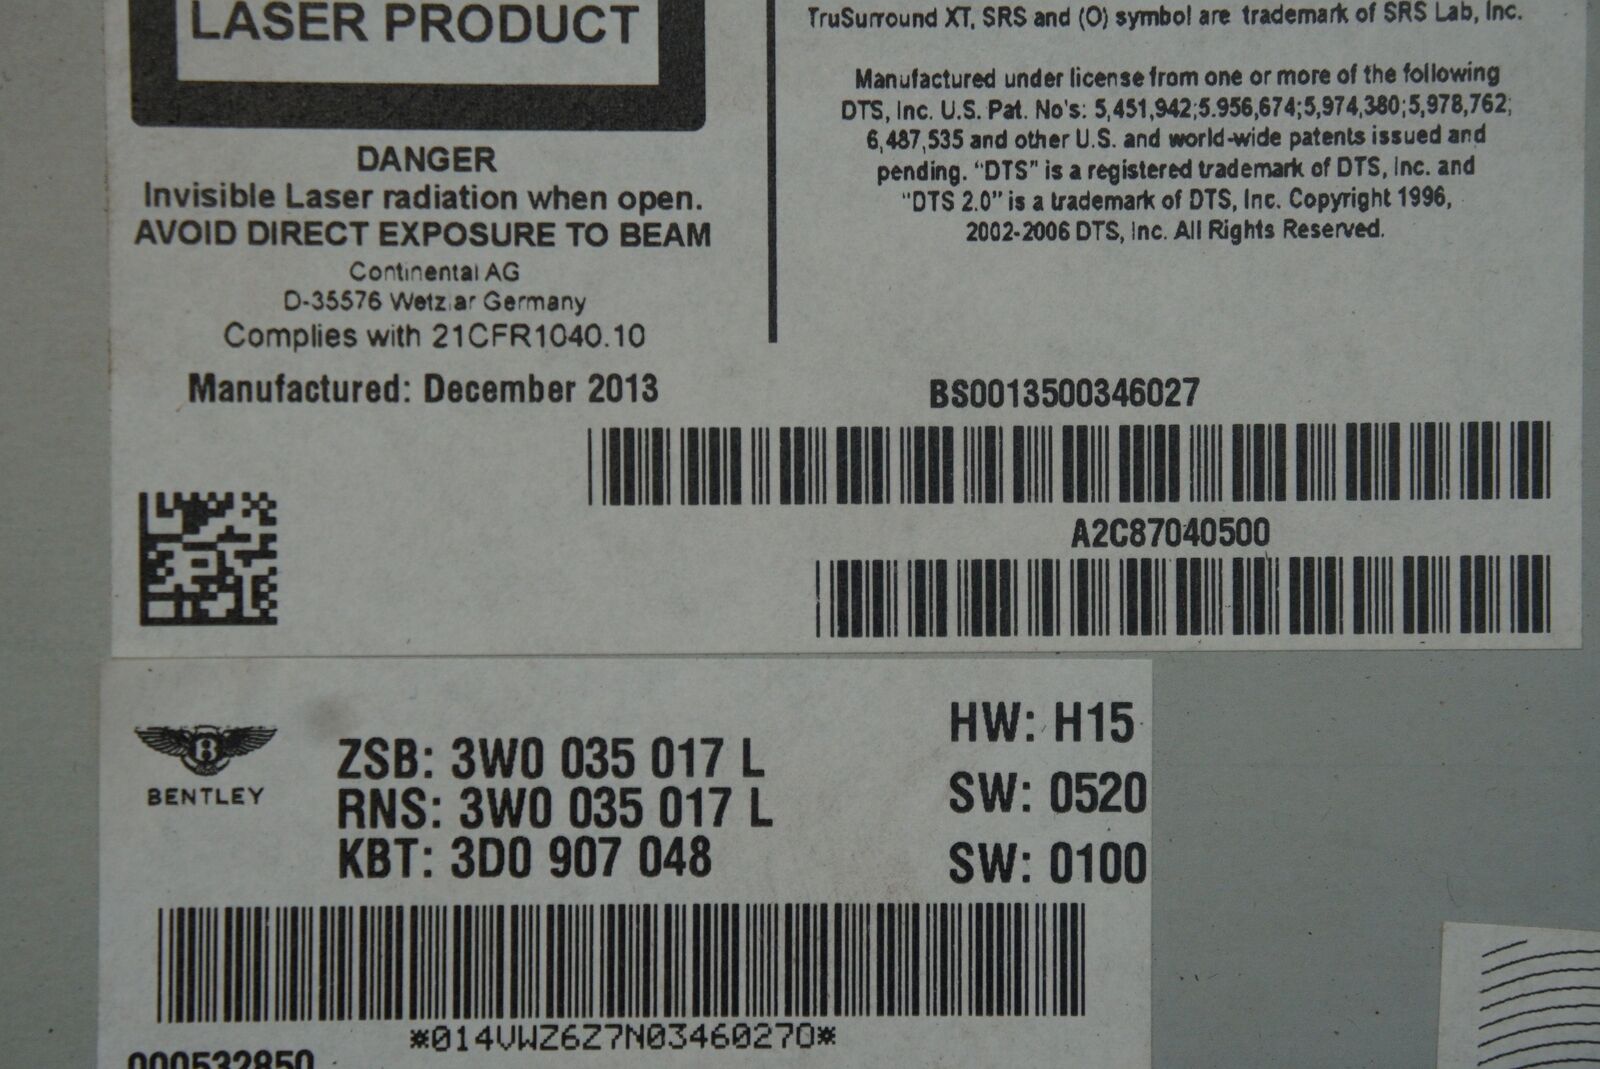 LASER PRODUCT
DANGER
Invisible Laser radiation when open.
AVOID DIRECT EXPOSURE TO BEAM
Continental AG
D-35576 Wetzlar Germany
Complies with 21CFR1040.10
Manufactured: December 2013
TruSurround XT, SRS and (O) symbol are trademark of SRS Lab, Inc.
Manufactured under license from one or more of the following
DTS, Inc. U.S. Pat. No's: 5,451,942;5.956,674;5,974,380;5,978,762;
6,487,535 and other U.S. and world-wide patents issued and
pending. "DTS" is a registered trademark of DTS, Inc. and
"DTS 2.0" is a trademark of DTS, Inc. Copyright 1996,
2002-2006 DTS, Inc. All Rights Reserved.
BS0013500346027
A2C87040500
B
BENTLEY
ZSB: 3W0 035 017 L
RNS: 3W0 035 017 L
KBT: 3D0 907 048
HW: H15
SW: 0520
SW: 0100
*014VWZ6Z7N03460270*
000532850